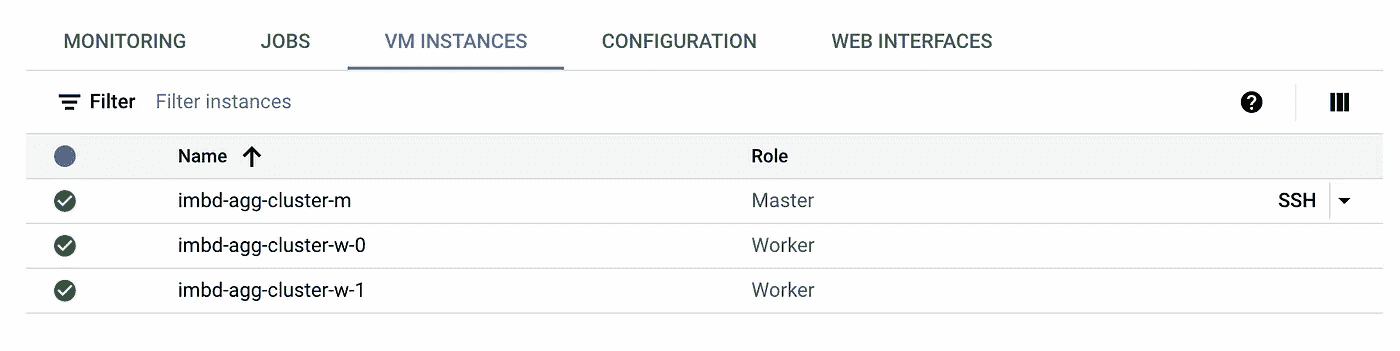 MONITORING JOBS VM INSTANCES CONFIGURATION WEB INTERFACES
Filter Filter instances
Name Role
imbd-agg-cluster-m Master SSH
imbd-agg-cluster-w-0 Worker
imbd-agg-cluster-w-1 Worker